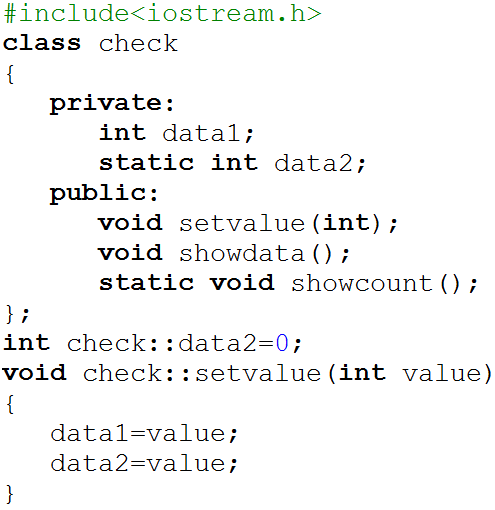 #include<iostream.h>
class check
{
private:
int data1;
static int data2;
public:
void setvalue(int);
void showdata();
static void showcount();
};
int check::data2=0;
void check::setvalue(int value)
{
data1=value;
data2=value;
}